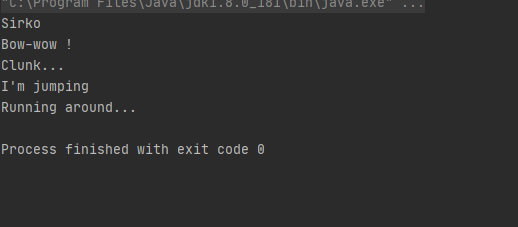 "C:\Program Files\Java\jdk1.8.0_181\bin\java.exe" ...
Sirko
Bow-wow !
Clunk...
I'm jumping
Running around...
Process finished with exit code 0